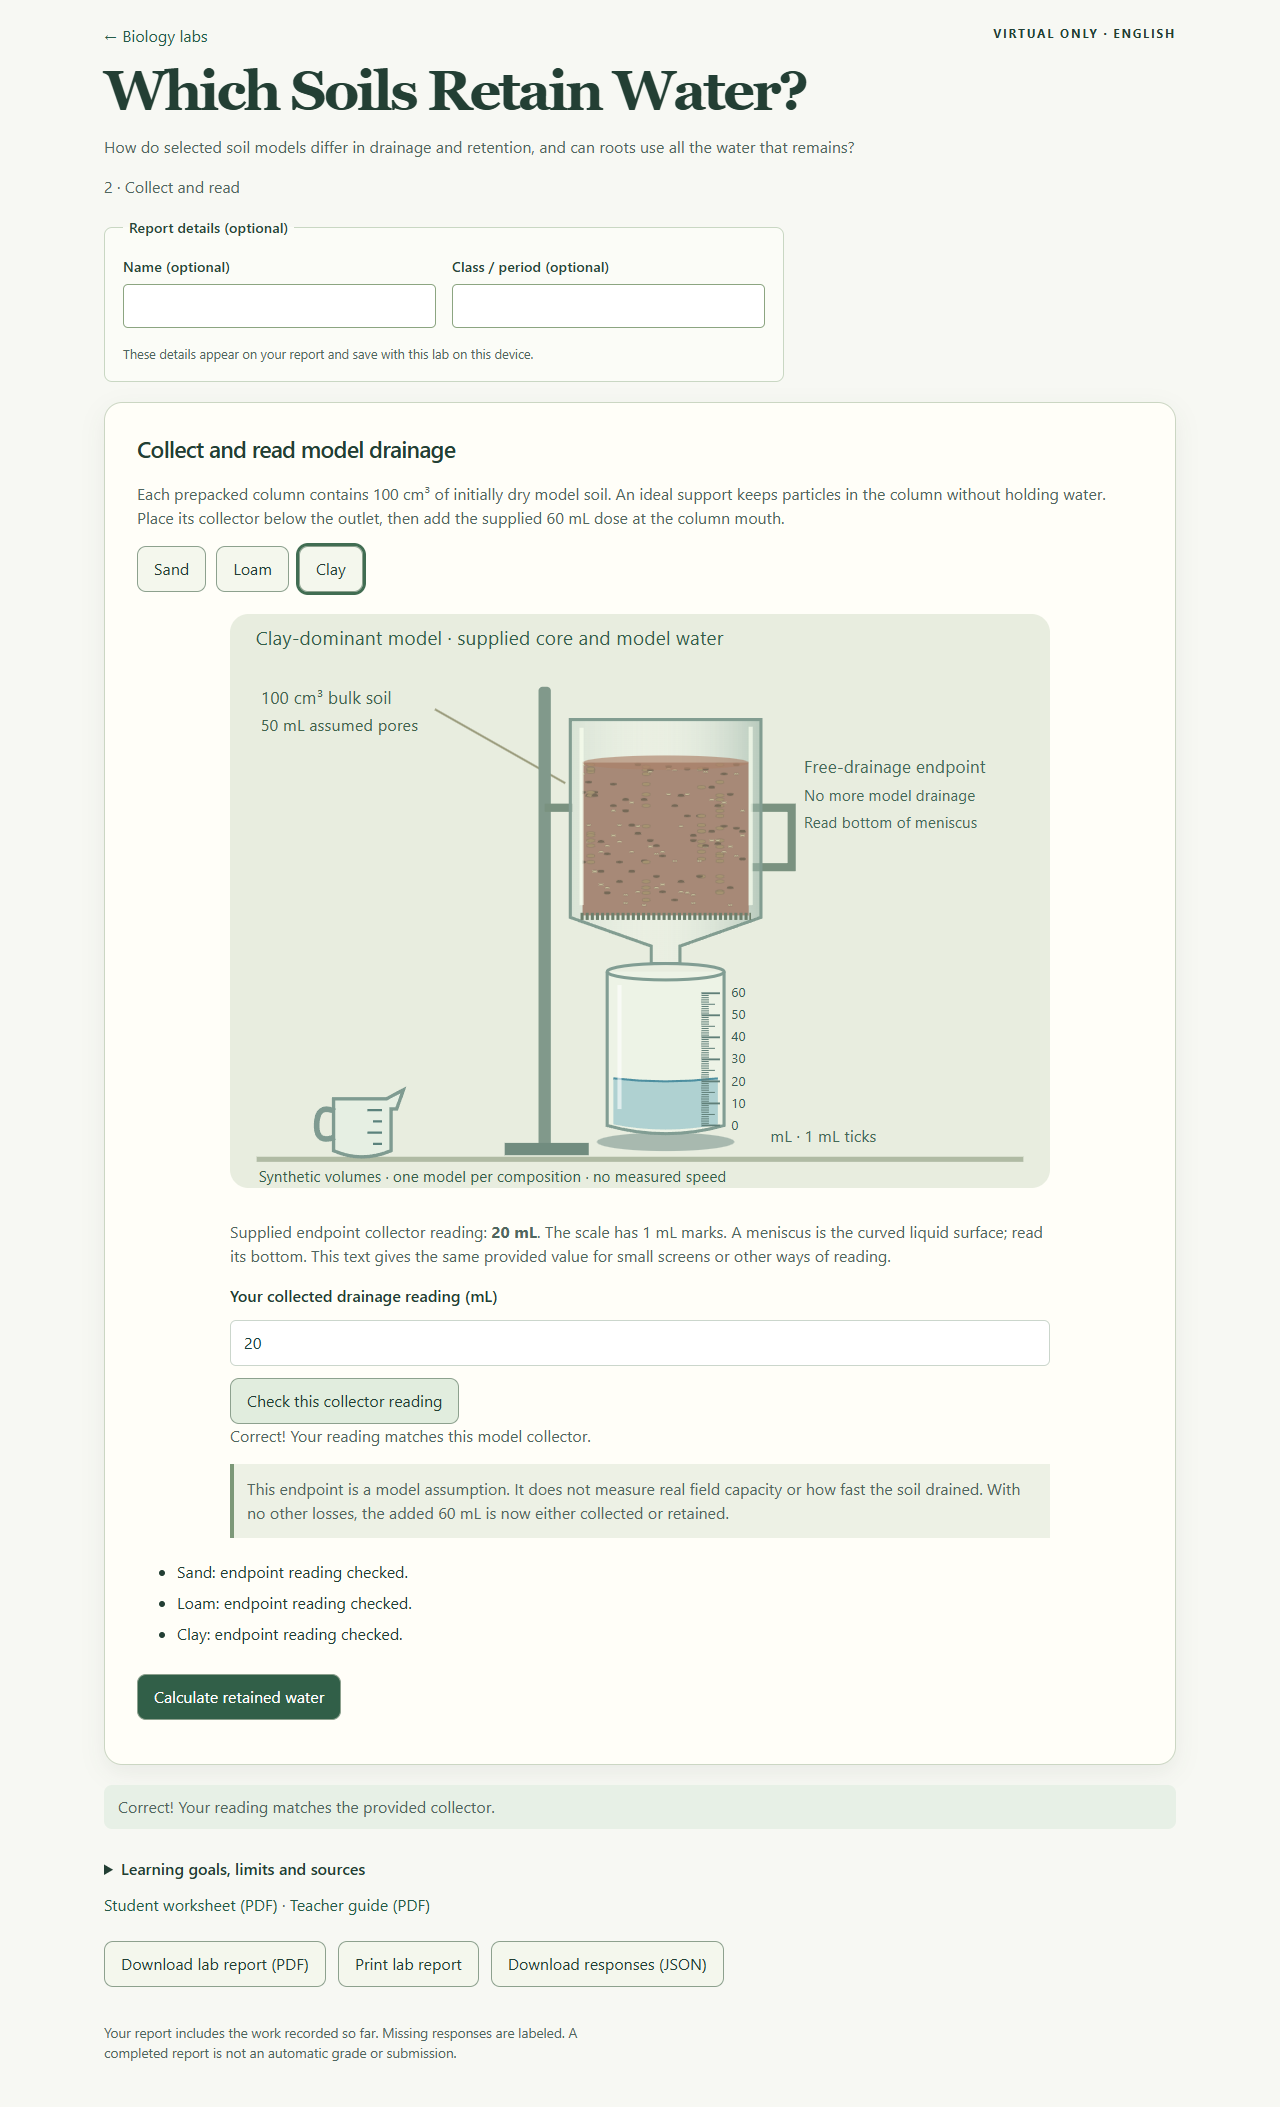 ← Biology labs
VIRTUAL ONLY · ENGLISH
Which Soils Retain Water?
How do selected soil models differ in drainage and retention, and can roots use all the water that remains?
2 · Collect and read
Report details (optional)
Name (optional)
Class / period (optional)
These details appear on your report and save with this lab on this device.
Collect and read model drainage
Each prepacked column contains 100 cm³ of initially dry model soil. An ideal support keeps particles in the column without holding water.
Place its collector below the outlet, then add the supplied 60 mL dose at the column mouth.
Sand
Loam
Clay
Clay-dominant model · supplied core and model water
100 cm³ bulk soil
50 mL assumed pores
Free-drainage endpoint
No more model drainage
Read bottom of meniscus
60
50
40
30
20
10
0
mL · 1 mL ticks
Synthetic volumes · one model per composition · no measured speed
Supplied endpoint collector reading: 20 mL. The scale has 1 mL marks. A meniscus is the curved liquid surface; read
its bottom. This text gives the same provided value for small screens or other ways of reading.
Your collected drainage reading (mL)
20
Check this collector reading
Correct! Your reading matches this model collector.
This endpoint is a model assumption. It does not measure real field capacity or how fast the soil drained. With
no other losses, the added 60 mL is now either collected or retained.
• Sand: endpoint reading checked.
• Loam: endpoint reading checked.
• Clay: endpoint reading checked.
Calculate retained water
Correct! Your reading matches the provided collector.
▶ Learning goals, limits and sources
Student worksheet (PDF) · Teacher guide (PDF)
Download lab report (PDF)
Print lab report
Download responses (JSON)
Your report includes the work recorded so far. Missing responses are labeled. A
completed report is not an automatic grade or submission.